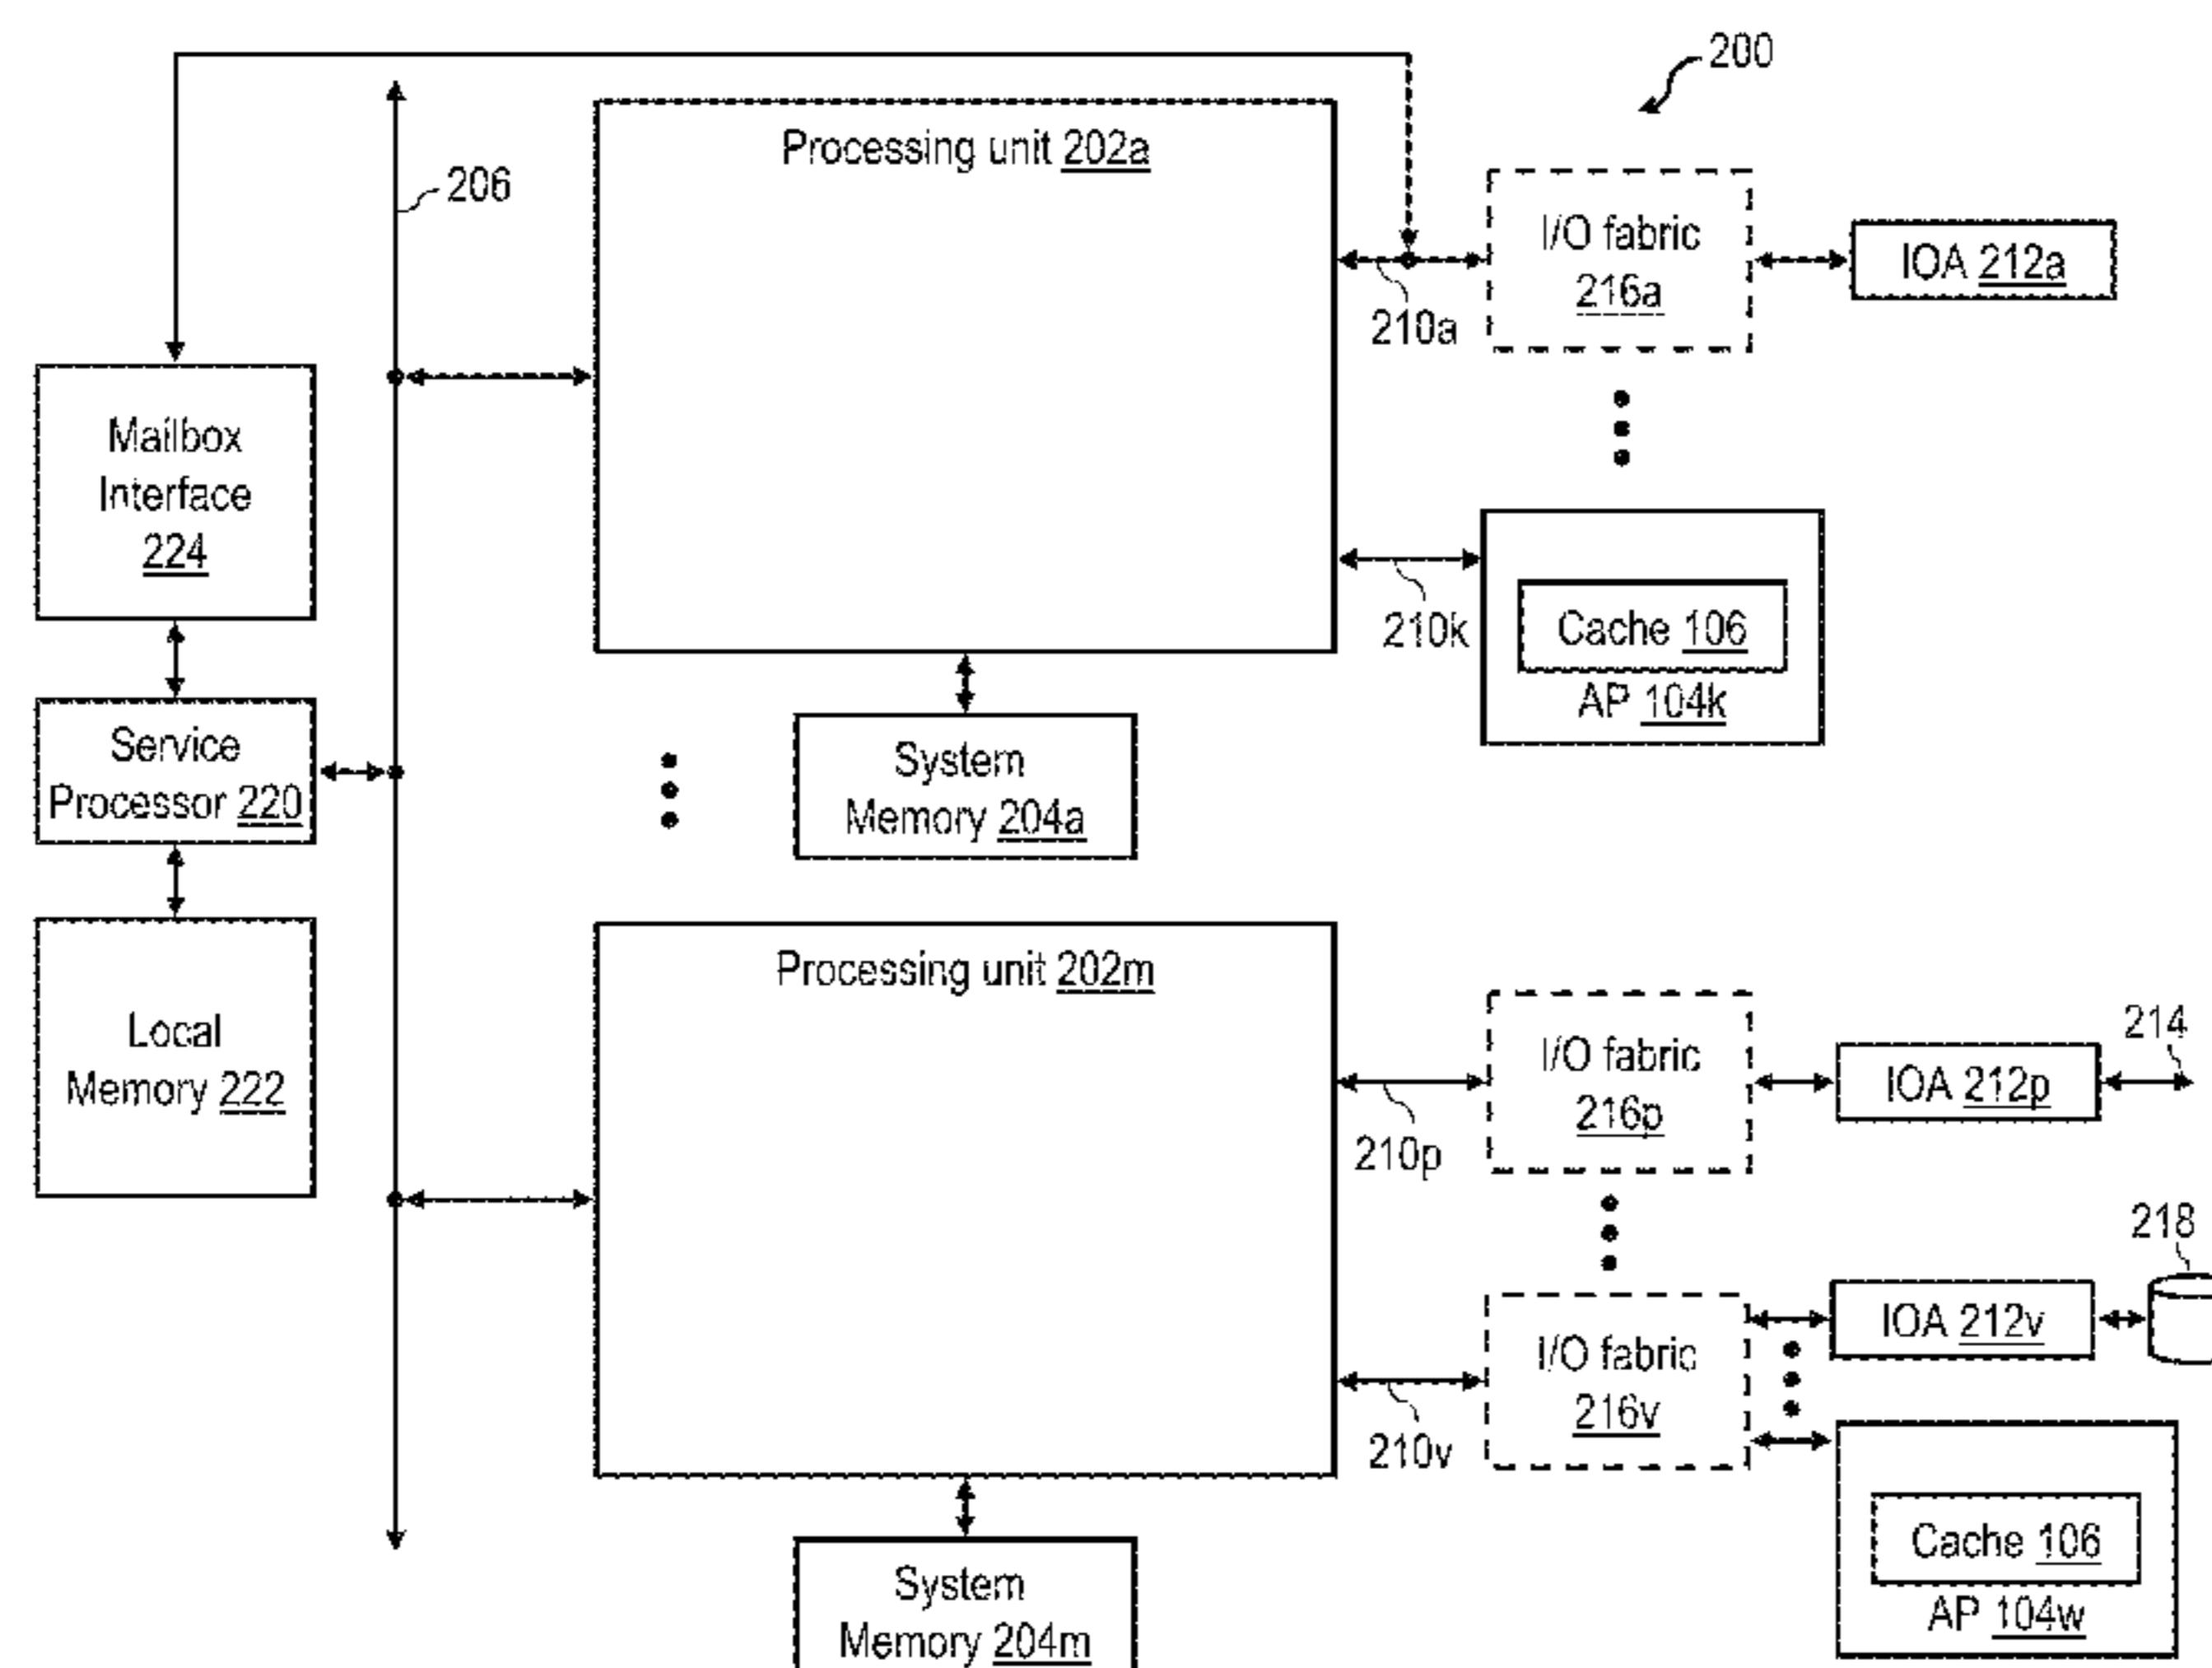 200
206
Processing unit 202a
I/O fabric
216a
IOA 212a
210a
Mailbox
Interface
224
210k
Cache 106
AP 104k
Service
Processor 220
System
Memory 204a
Local
Memory 222
Processing unit 202m
I/O fabric
216p
IOA 212p
214
210p
218
I/O fabric
216v
IOA 212v
210v
Cache 106
AP 104w
System
Memory 204m